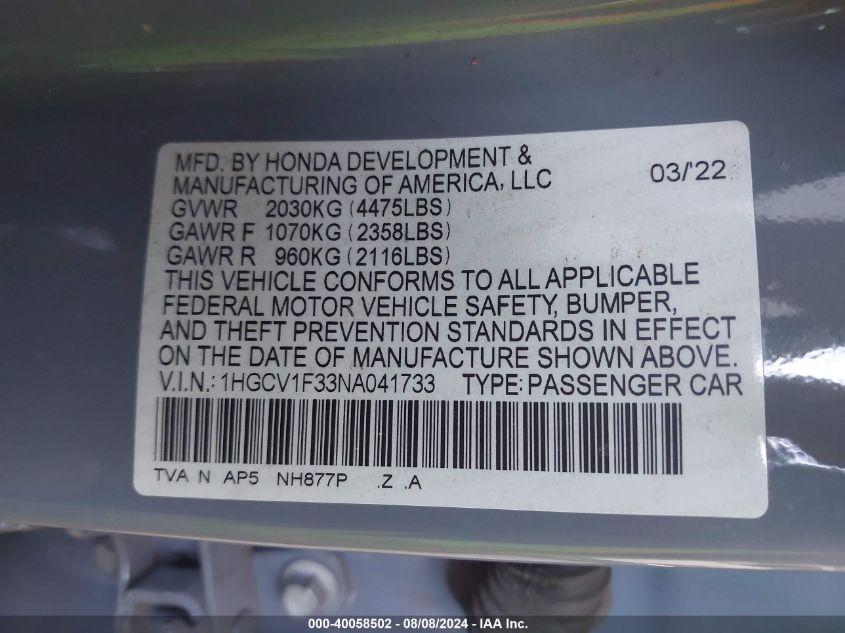 MFD. BY HONDA DEVELOPMENT &
MANUFACTURING OF AMERICA, LLC 03/'22
GVWR 2030KG (4475LBS)
GAWR F 1070KG (2358LBS)
GAWR R 960KG (2116LBS)
THIS VEHICLE CONFORMS TO ALL APPLICABLE
FEDERAL MOTOR VEHICLE SAFETY, BUMPER,
AND THEFT PREVENTION STANDARDS IN EFFECT
ON THE DATE OF MANUFACTURE SHOWN ABOVE.
V.I.N.: 1HGCV1F33NA041733 TYPE: PASSENGER CAR
TVA N AP5 NH877P .Z .A
000-40058502 - 08/08/2024 - IAA Inc.